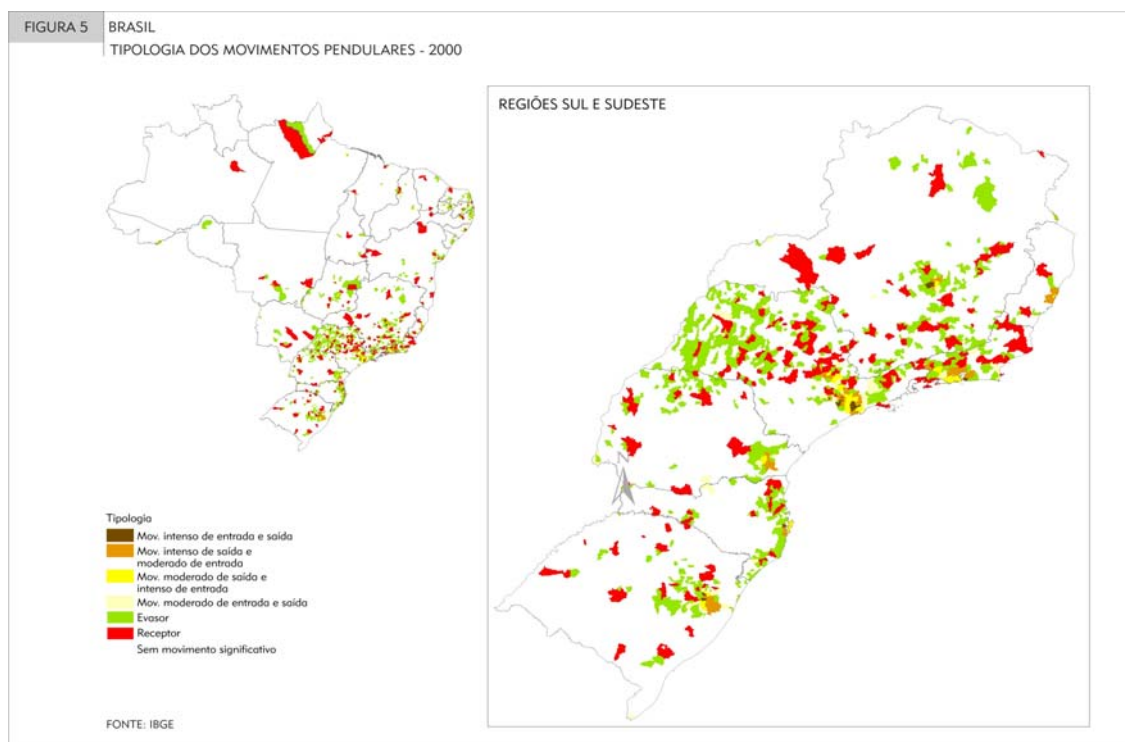 FIGURA 5
BRASIL
TIPOLOGIA DOS MOVIMENTOS PENDULARES - 2000
REGIÕES SUL E SUDESTE
N
Tipologia
Mov. intenso de entrada e saída
Mov. intenso de saída e
moderado de entrada
Mov. moderado de saída e
intenso de entrada
Mov. moderado de entrada e saída
Evasor
Receptor
Sem movimento significativo
FONTE: IBGE